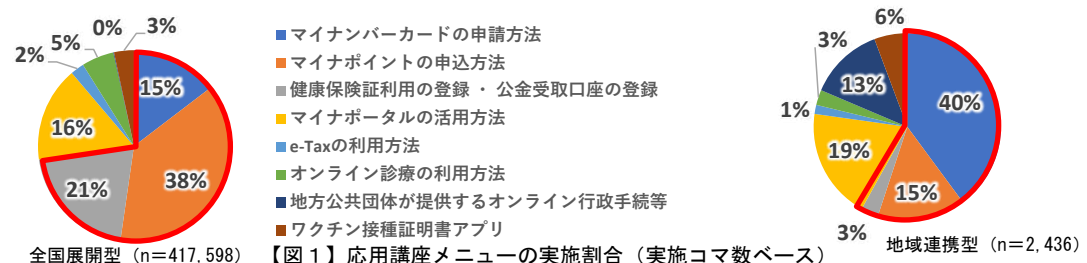 0%
3%
5%
2%
15%
16%
21%
38%
全国展開型（n=417,598）
マイナンバーカードの申請方法
マイナポイントの申込方法
健康保険証利用の登録 ・ 公金受取口座の登録
マイナポータルの活用方法
e-Taxの利用方法
オンライン診療の利用方法
地方公共団体が提供するオンライン行政手続等
ワクチン接種証明書アプリ
【図１】応用講座メニューの実施割合（実施コマ数ベース）
6%
3%
13%
40%
1%
19%
15%
3%
地域連携型（n=2,436）